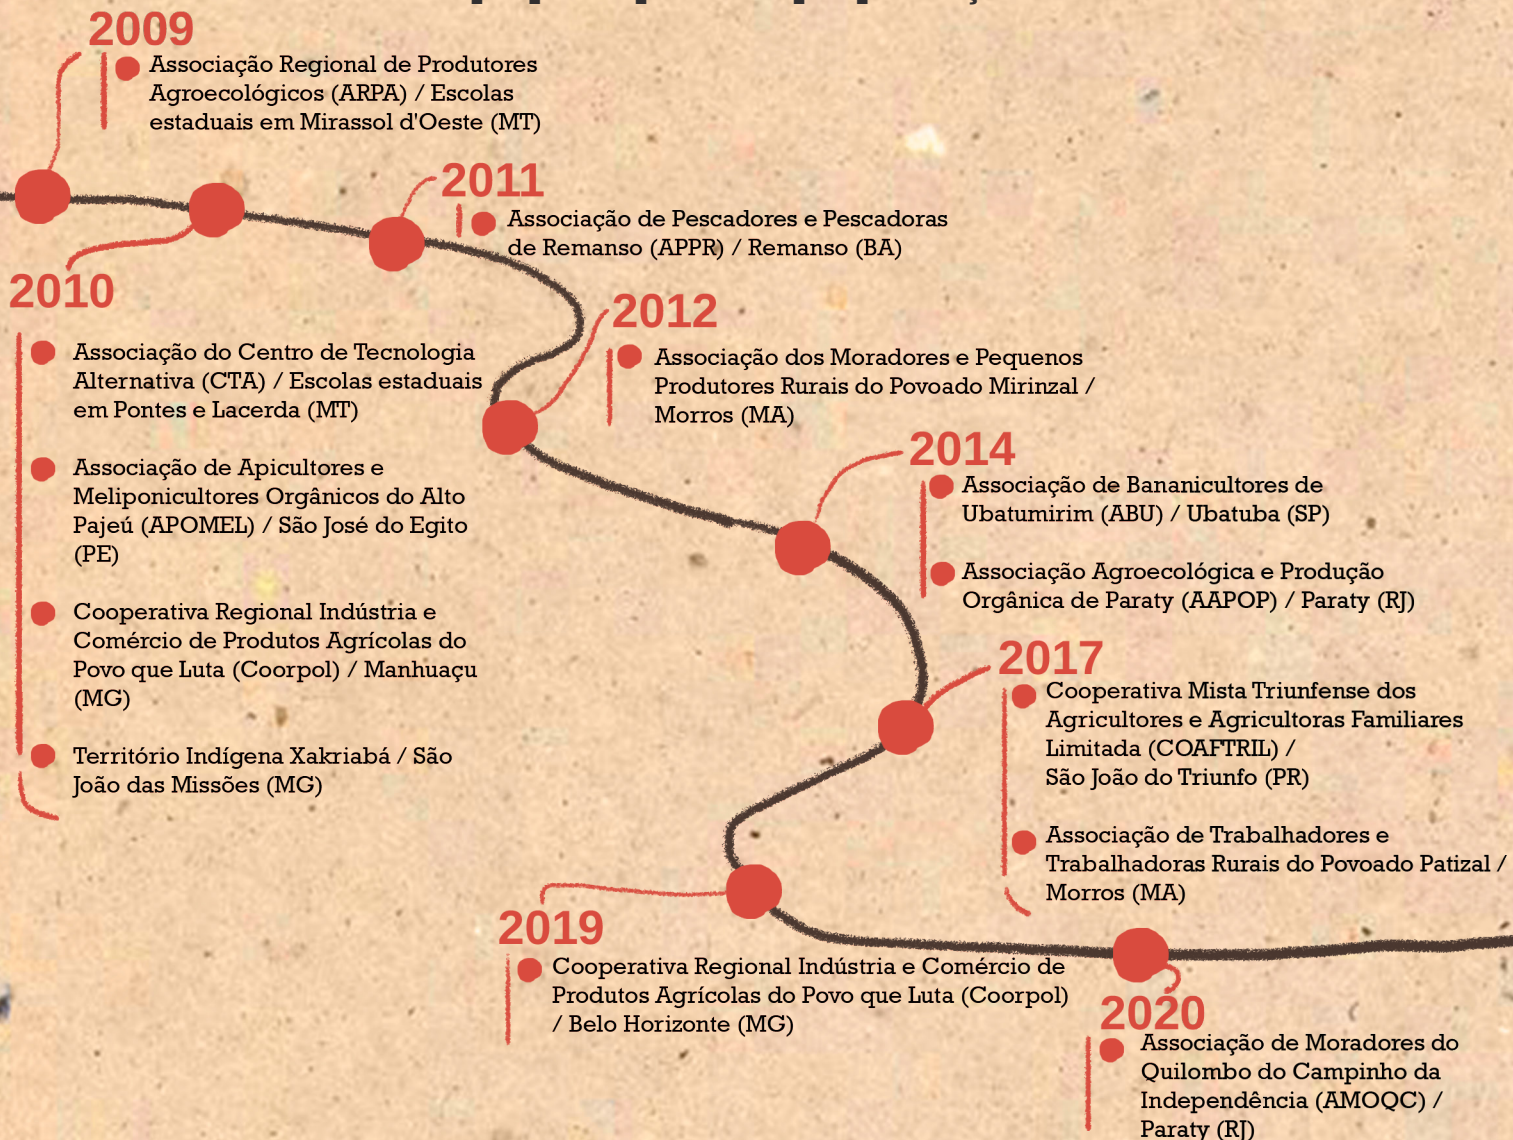 2009
Associação Regional de Produtores
Agroecológicos (ARPA) / Escolas
estaduais em Mirassol d'Oeste (MT)
2011
Associação de Pescadores e Pescadoras
de Remanso (APPR) / Remanso (BA)
2010
Associação do Centro de Tecnologia
Alternativa (CTA) / Escolas estaduais
em Pontes e Lacerda (MT)
Associação de Apicultores e
Meliponicultores Orgânicos do Alto
Pajeú (APOMEL) / São José do Egito
(PE)
Cooperativa Regional Indústria e
Comércio de Produtos Agrícolas do
Povo que Luta (Coorpol) / Manhuaçu
(MG)
Território Indígena Xakriabá / São
João das Missões (MG)
2012
Associação dos Moradores e Pequenos
Produtores Rurais do Povoado Mirinzal /
Morros (MA)
2014
Associação de Bananicultores de
Ubatumirim (ABU) / Ubatuba (SP)
Associação Agroecológica e Produção
Orgânica de Paraty (AAPOP) / Paraty (RJ)
2017
Cooperativa Mista Triunfense dos
Agricultores e Agricultoras Familiares
Limitada (COAFTRIL) /
São João do Triunfo (PR)
Associação de Trabalhadores e
Trabalhadoras Rurais do Povoado Patizal /
Morros (MA)
2019
Cooperativa Regional Indústria e Comércio de
Produtos Agrícolas do Povo que Luta (Coorpol)
/ Belo Horizonte (MG)
2020
Associação de Moradores do
Quilombo do Campinho da
Independência (AMOQC) /
Paraty (RJ)